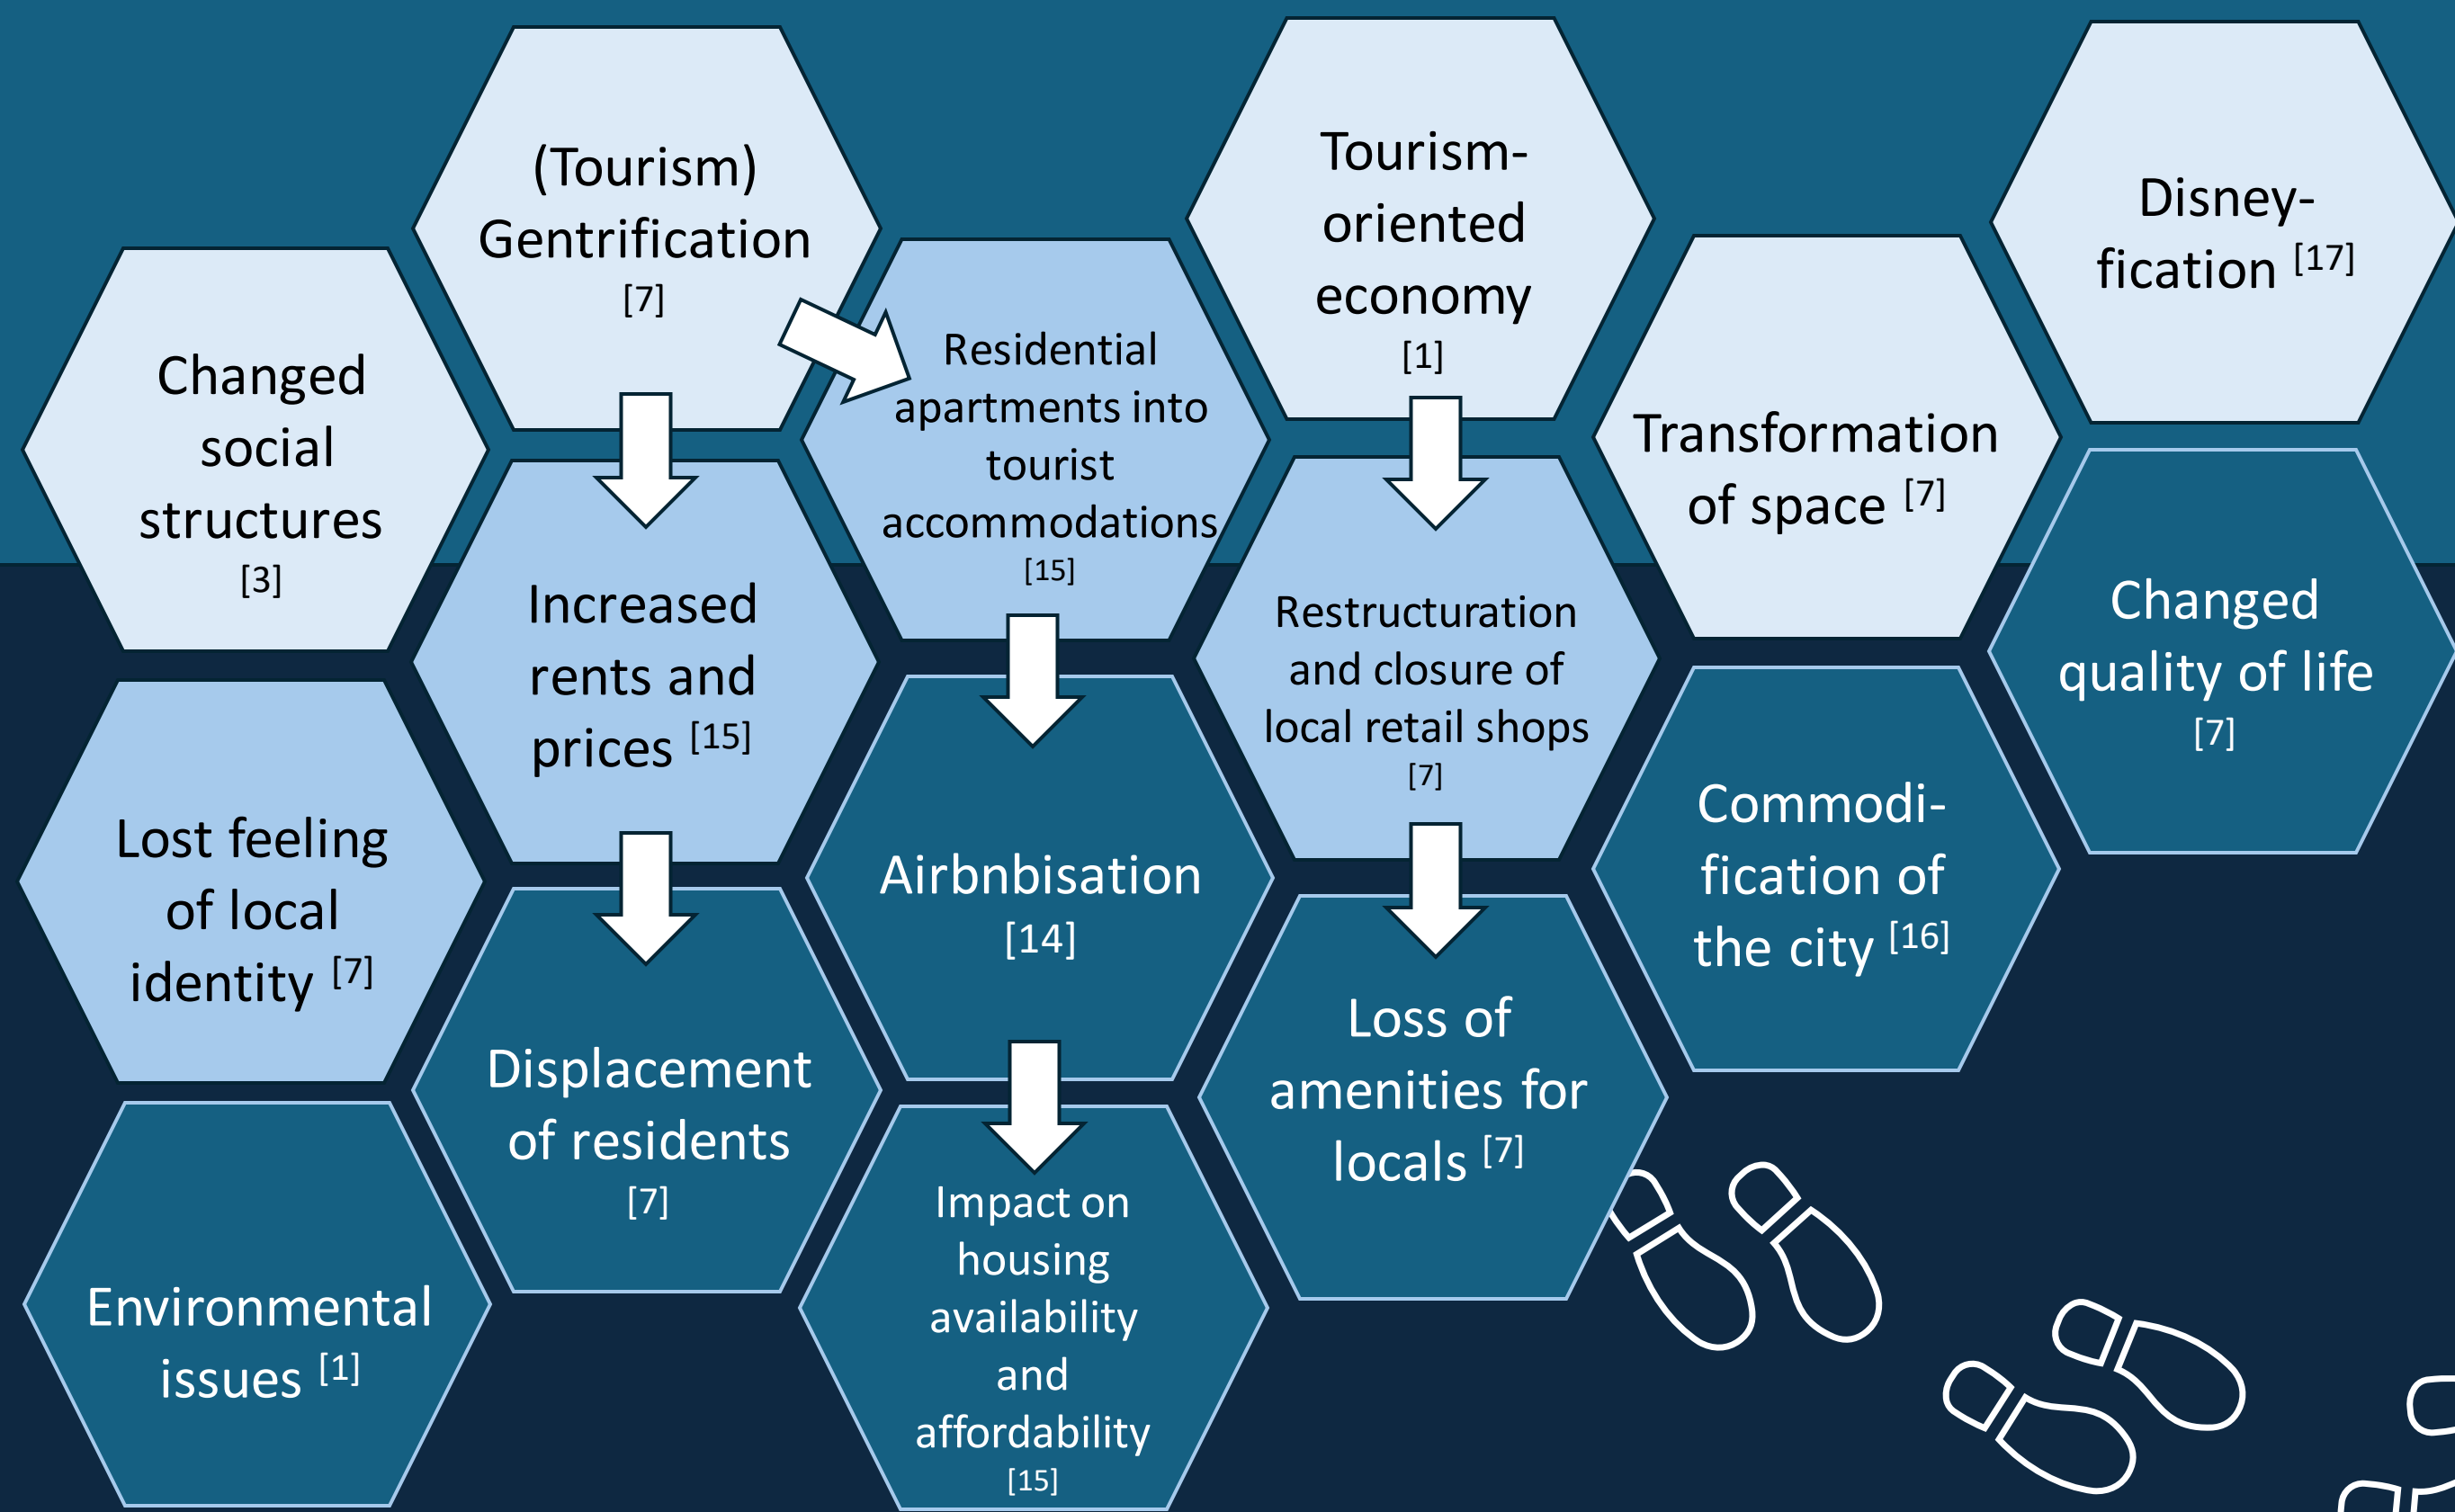 Changed
social
structures
[3]
Lost feeling
of local
identity [7]
Environmental
issues [1]
(Tourism)
Gentrification
[7]
Increased
rents and
prices [15]
Displacement
of residents
[7]
Residential
apartments into
tourist
accommodations
[15]
Airbnbisation
[14]
Impact on
housing
availability
and
affordability
[15]
Tourism-
oriented
economy
[1]
Restructuration
and closure of
local retail shops
[7]
Loss of
amenities for
locals [7]
Transformation
of space [7]
Commodi-
fication of
the city [16]
Disney-
fication [17]
Changed
quality of life
[7]